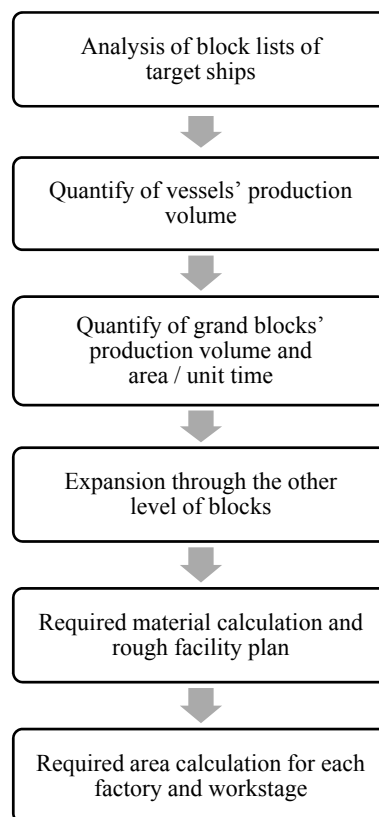 Analysis of block lists of
target ships
Quantify of vessels’ production
volume
Quantify of grand blocks’
production volume and
area / unit time
Expansion through the other
level of blocks
Required material calculation and
rough facility plan
Required area calculation for each
factory and workstage